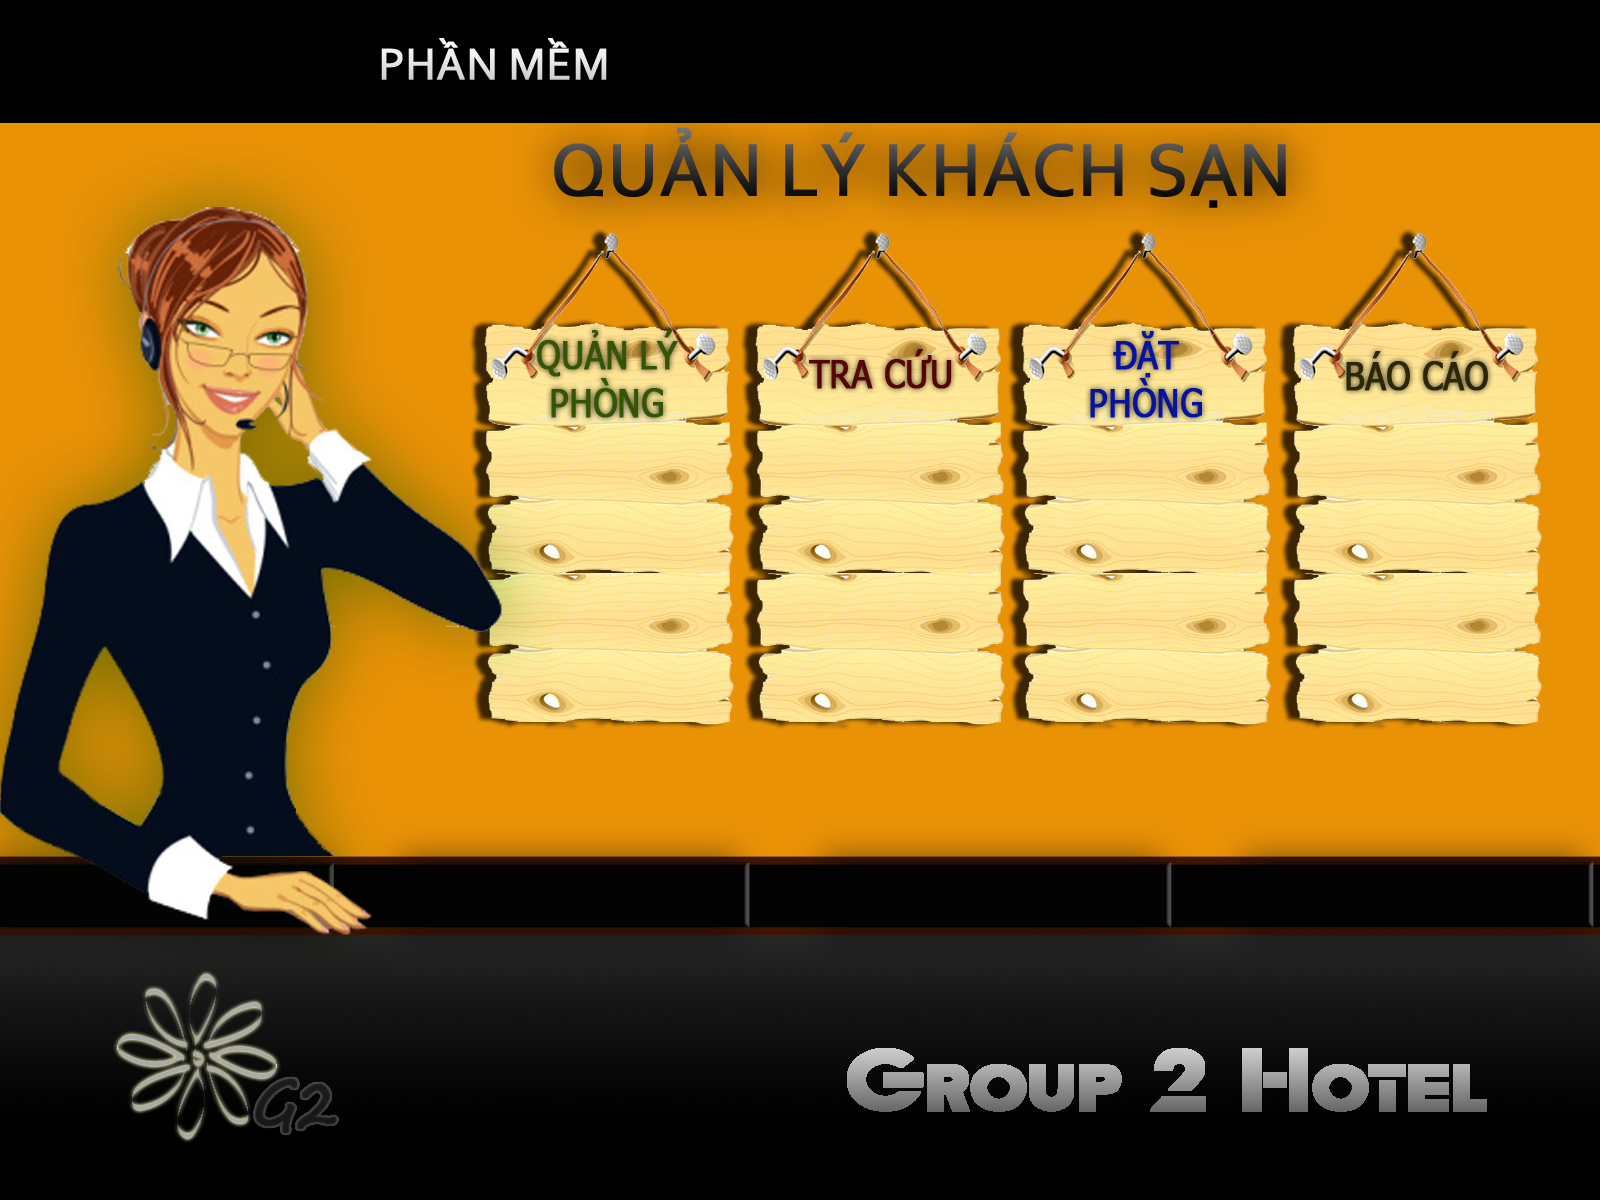 PHẦN MỀM
QUẢN LÝ KHÁCH SẠN
QUẢN LÝ
PHÒNG
TRA CỨU
ĐẶT
PHÒNG
BÁO CÁO
G2
GROUP 2 HOTEL